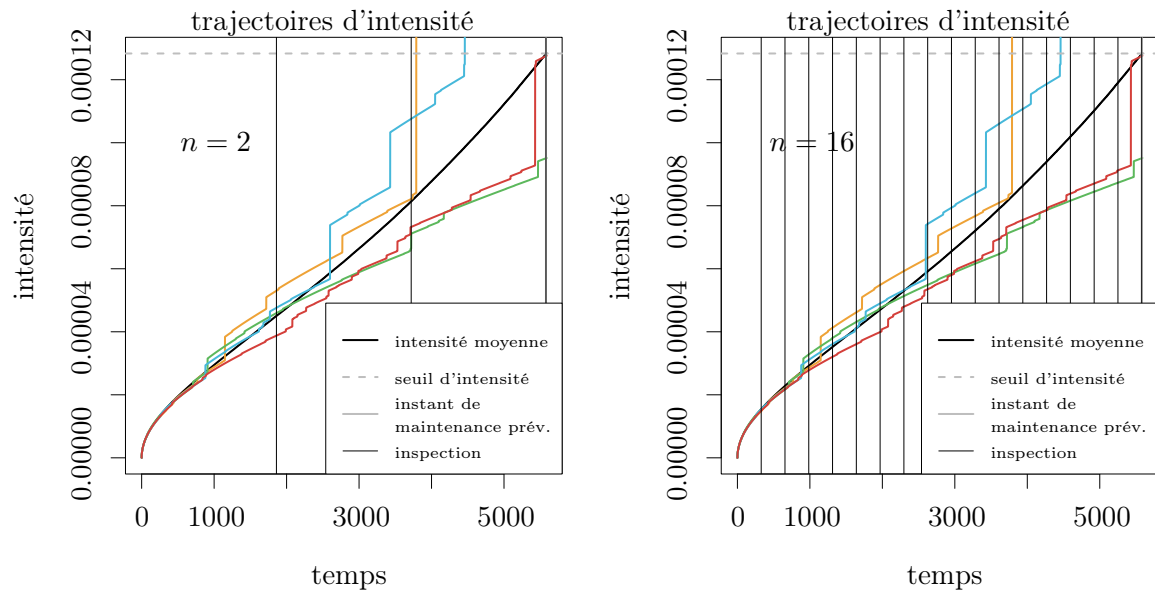 trajectoires d'intensité
intensité
0.00000
0.00004
0.00008
0.00012
n = 2
intensité moyenne
seuil d'intensité
instant de
maintenance prév.
inspection
0
1000
3000
5000
temps
trajectoires d'intensité
intensité
0.00000
0.00004
0.00008
0.00012
n = 16
intensité moyenne
seuil d'intensité
instant de
maintenance prév.
inspection
0
1000
3000
5000
temps